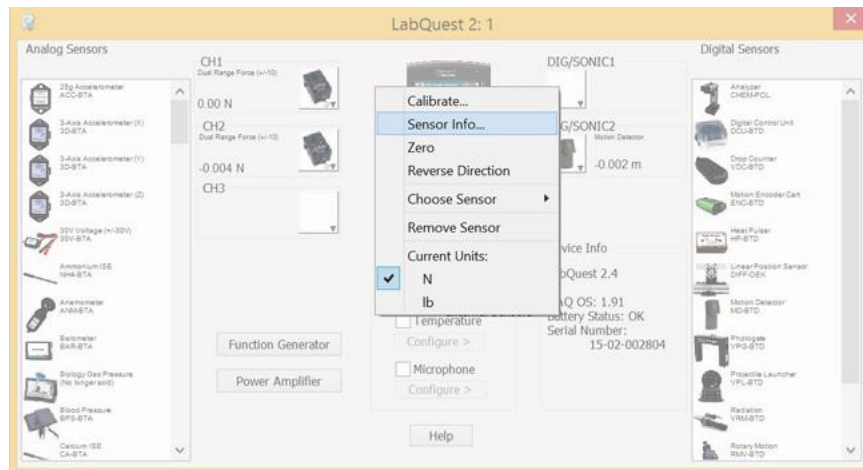 LabQuest 2: 1
Analog Sensors
25g Accelerometer
ACC-BTA
3-Axis Accelerometer (X)
3D-BTA
3-Axis Accelerometer (Y)
3D-BTA
3-Axis Accelerometer (Z)
3D-BTA
30V Voltage (+/-30V)
30V-BTA
Ammonium ISE
NH4-BTA
Anemometer
ANM-BTA
Barometer
BAR-BTA
Biology Gas Pressure
(No longer sold)
Blood Pressure
BPS-BTA
Calcium ISE
CA-BTA
CH1
Dual Range Force (+/-10)
0.00 N
CH2
Dual Range Force (+/-10)
-0.004 N
CH3
Function Generator
Power Amplifier
Calibrate...
Sensor Info...
Zero
Reverse Direction
Choose Sensor
Remove Sensor
Current Units:
N
lb
Temperature
Configure >
Microphone
Configure >
Help
DIG/SONIC1
G/SONIC2
Motion Detector
-0.002 m
vice Info
bQuest 2.4
AQ OS: 1.91
Battery Status: OK
Serial Number:
15-02-002804
Digital Sensors
Analyzer
CHEM-POL
Digital Control Unit
DCU-BTD
Drop Counter
VDC-BTD
Motion Encoder Cart
ENC-BTD
Heat Pulser
HP-BTD
Linear Position Sensor
DIFF-OEK
Motion Detector
MD-BTD
Photogate
VPG-BTD
Projectile Launcher
VPL-BTD
Radiation
VRM-BTD
Rotary Motion
RMV-BTD